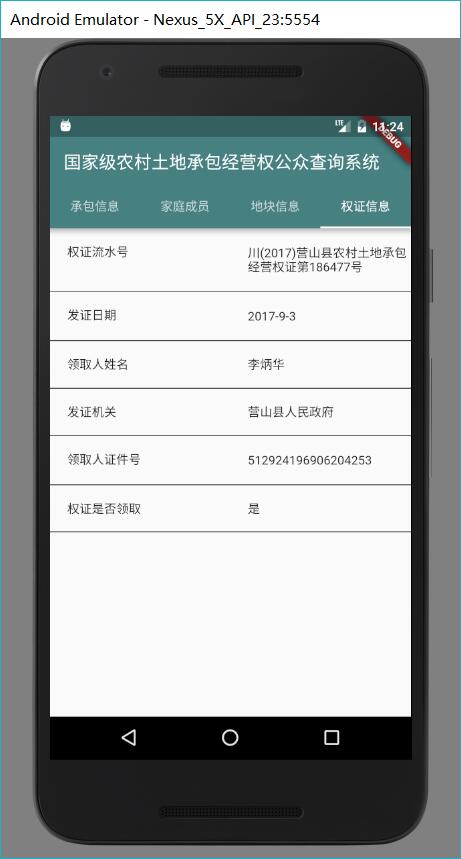 Android Emulator - Nexus_5X_API_23:5554
LTE 11:24
DEBUG
国家级农村土地承包经营权公众查询系统
承包信息 家庭成员 地块信息 权证信息
权证流水号 川(2017)营山县农村土地承包
经营权证第186477号
发证日期 2017-9-3
领取人姓名 李炳华
发证机关 营山县人民政府
领取人证件号 512924196906204253
权证是否领取 是